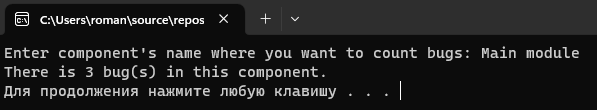 C:\Users\roman\source\repos
Enter component's name where you want to count bugs: Main module
There is 3 bug(s) in this component.
Для продолжения нажмите любую клавишу . . .